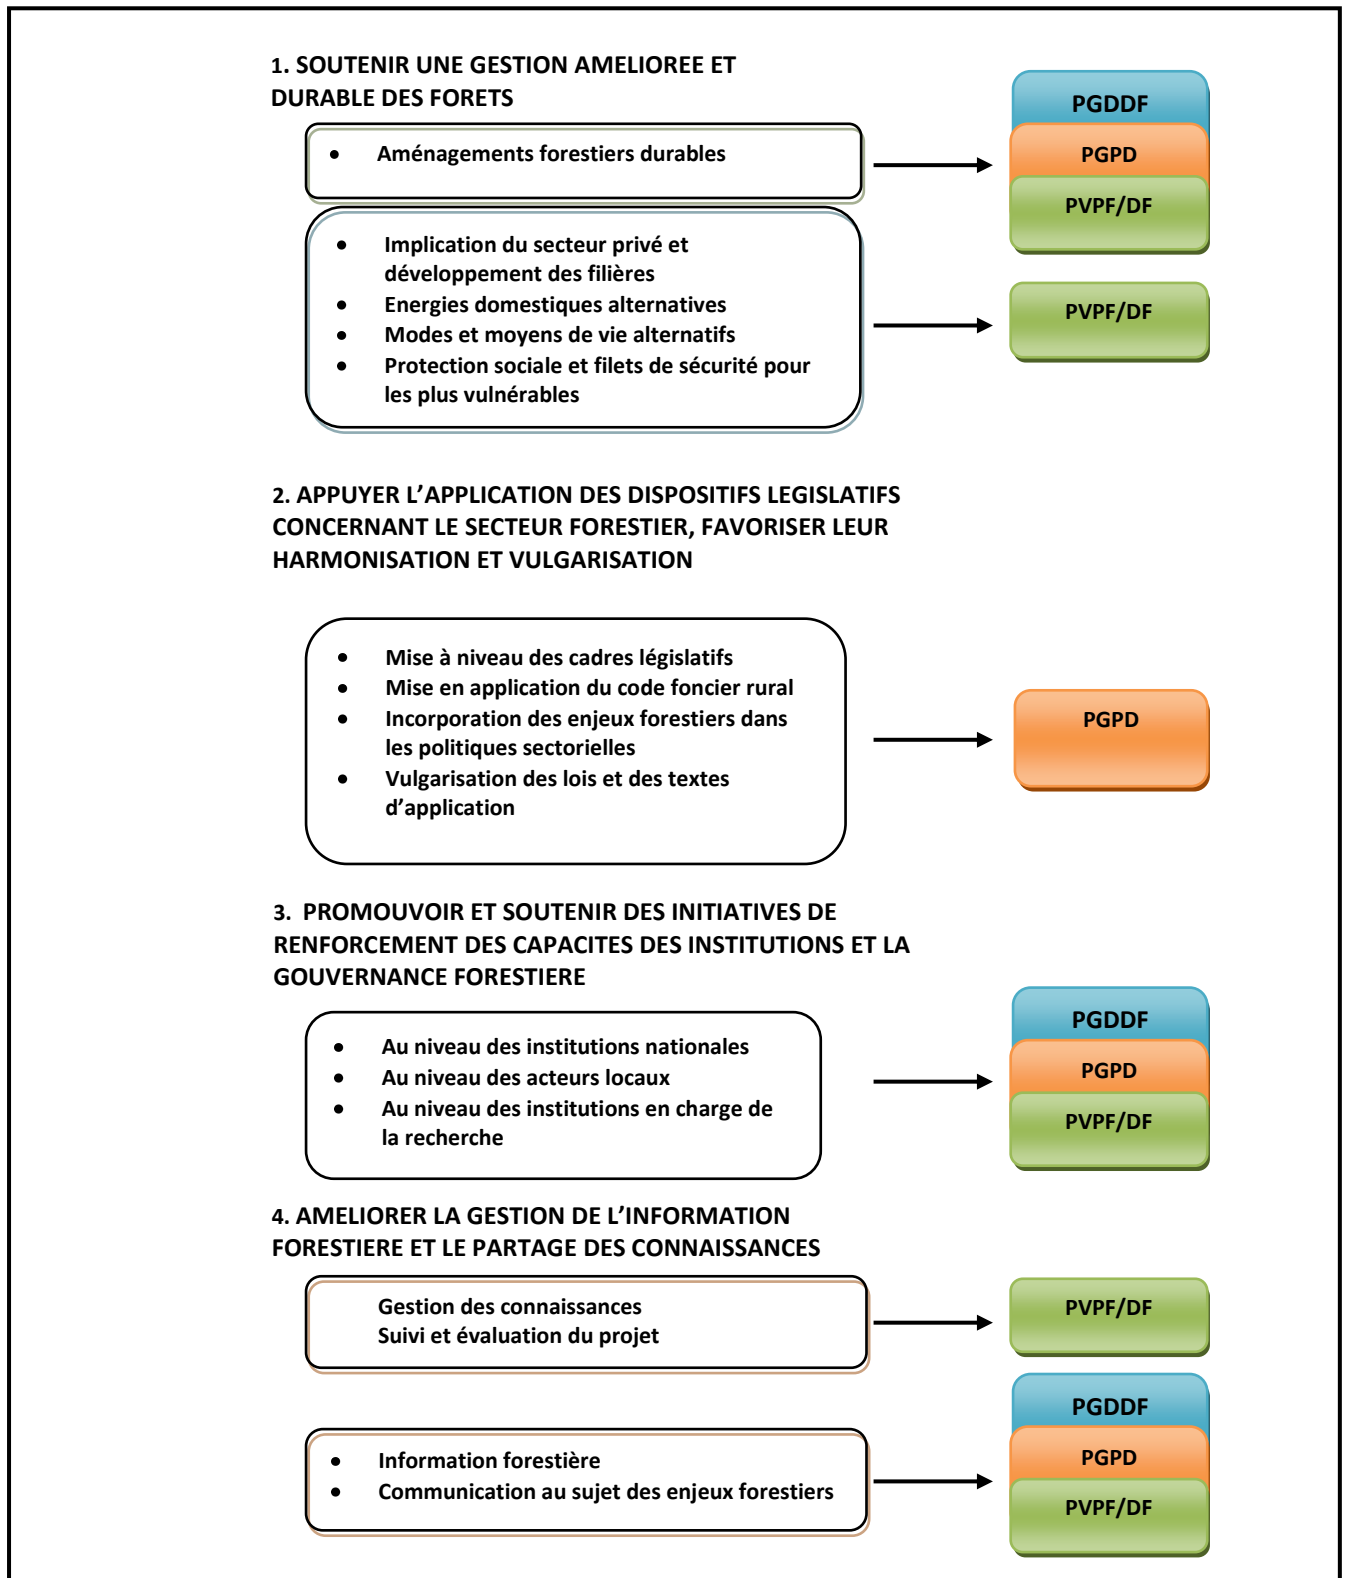 1. SOUTENIR UNE GESTION AMELIOREE ET
DURABLE DES FORETS
• Aménagements forestiers durables
PGDDF
PGPD
PVPF/DF
• Implication du secteur privé et
développement des filières
• Energies domestiques alternatives
• Modes et moyens de vie alternatifs
• Protection sociale et filets de sécurité pour
les plus vulnérables
PVPF/DF
2. APPUYER L’APPLICATION DES DISPOSITIFS LEGISLATIFS
CONCERNANT LE SECTEUR FORESTIER, FAVORISER LEUR
HARMONISATION ET VULGARISATION
• Mise à niveau des cadres législatifs
• Mise en application du code foncier rural
• Incorporation des enjeux forestiers dans
les politiques sectorielles
• Vulgarisation des lois et des textes
d’application
PGPD
3. PROMOUVOIR ET SOUTENIR DES INITIATIVES DE
RENFORCEMENT DES CAPACITES DES INSTITUTIONS ET LA
GOUVERNANCE FORESTIERE
• Au niveau des institutions nationales
• Au niveau des acteurs locaux
• Au niveau des institutions en charge de
la recherche
PGDDF
PGPD
PVPF/DF
4. AMELIORER LA GESTION DE L’INFORMATION
FORESTIERE ET LE PARTAGE DES CONNAISSANCES
Gestion des connaissances
Suivi et évaluation du projet
PVPF/DF
• Information forestière
• Communication au sujet des enjeux forestiers
PGDDF
PGPD
PVPF/DF